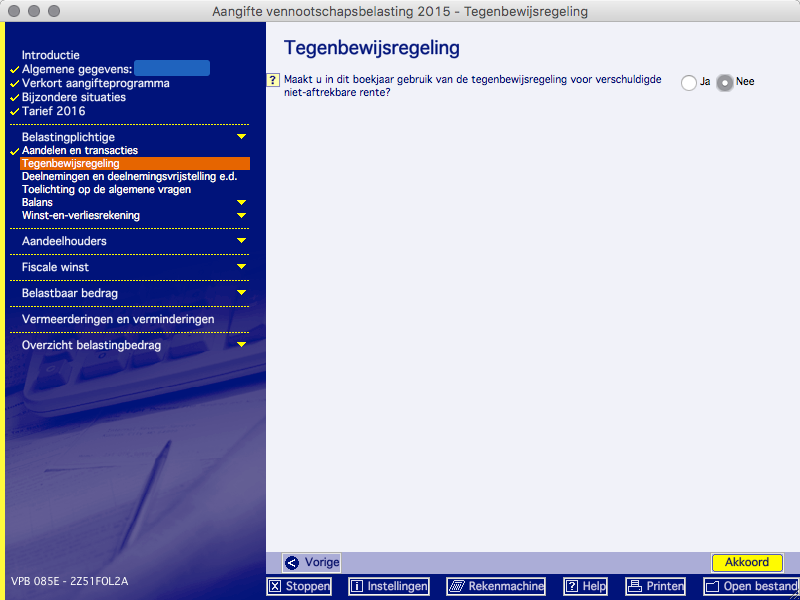 Aangifte vennootschapsbelasting 2015 - Tegenbewijsregeling
Introductie
Algemene gegevens:
Verkort aangifteprogramma
Bijzondere situaties
Tarief 2016
Belastingplichtige
Aandelen en transacties
Tegenbewijsregeling
Deelnemingen en deelnemingsvrijstelling e.d.
Toelichting op de algemene vragen
Balans
Winst-en-verliesrekening
Aandeelhouders
Fiscale winst
Belastbaar bedrag
Vermeerderingen en verminderingen
Overzicht belastingbedrag
VPB 085E - 2Z51FOL2A
Tegenbewijsregeling
? Maakt u in dit boekjaar gebruik van de tegenbewijsregeling voor verschuldigde
niet-aftrekbare rente?
Ja Nee
Vorige Akkoord
Stoppen Instellingen Rekenmachine ? Help Printen Open bestand